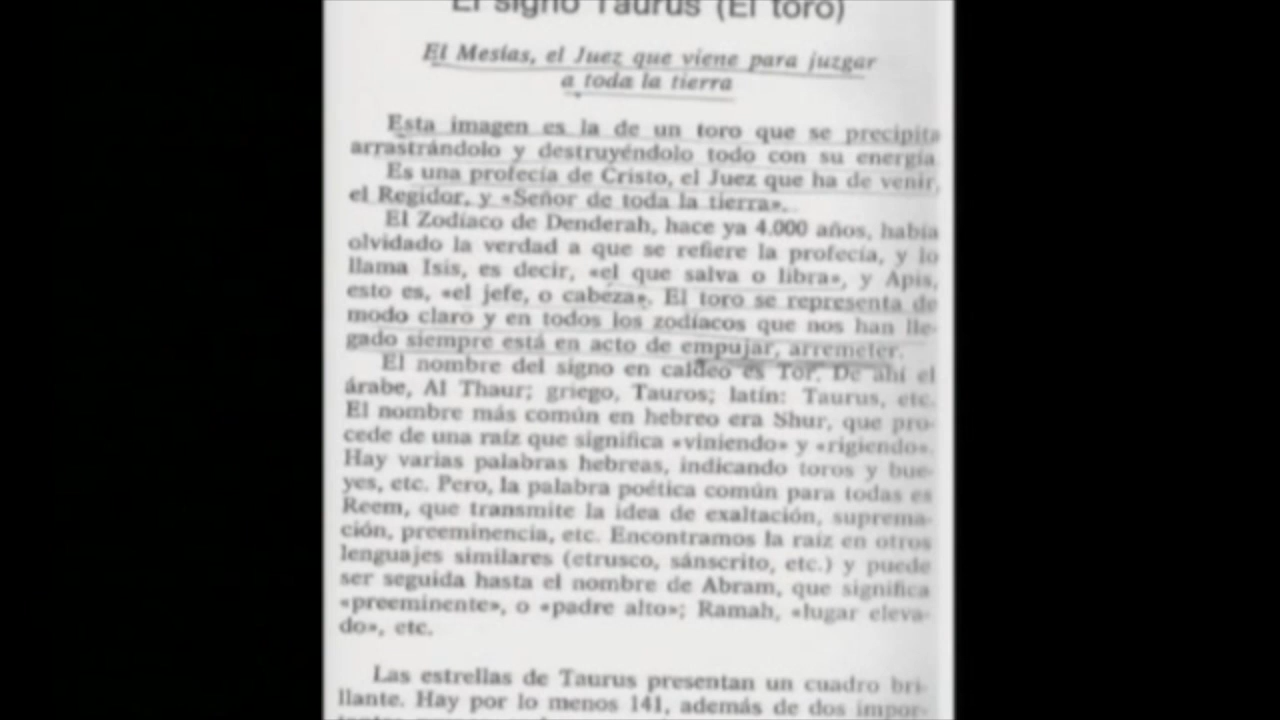 El signo Taurus (El toro)
El Mesías, el Juez que viene para juzgar
a toda la tierra
Esta imagen es la de un toro que se precipita
arrastrándolo y destruyéndolo todo con su energía.
Es una profecía de Cristo, el Juez que ha de venir,
el Regidor, y «Señor de toda la tierra».
El Zodíaco de Denderah, hace ya 4.000 años, había
olvidado la verdad a que se refiere la profecía, y lo
llama Isis, es decir, «el que salva o libra», y Apis,
esto es, «el jefe, o cabeza». El toro se representa de
modo claro y en todos los zodíacos que nos han lle-
gado siempre está en acto de empujar, arremeter.
El nombre del signo en caldeo es Tor. De ahí el
árabe, Al Thaur; griego, Tauros; latín: Taurus, etc.
El nombre más común en hebreo era Shur, que pro-
cede de una raíz que significa «viniendo» y «rigiendo».
Hay varias palabras hebreas, indicando toros y bue-
yes, etc. Pero, la palabra poética común para todas es
Reem, que transmite la idea de exaltación, suprema-
ción, preeminencia, etc. Encontramos la raíz en otros
lenguajes similares (etrusco, sánscrito, etc.) y puede
ser seguida hasta el nombre de Abram, que significa
«preeminente», o «padre alto»; Ramah, «lugar eleva-
do», etc.
Las estrellas de Taurus presentan un cuadro bri-
llante. Hay por lo menos 141, además de dos impor-